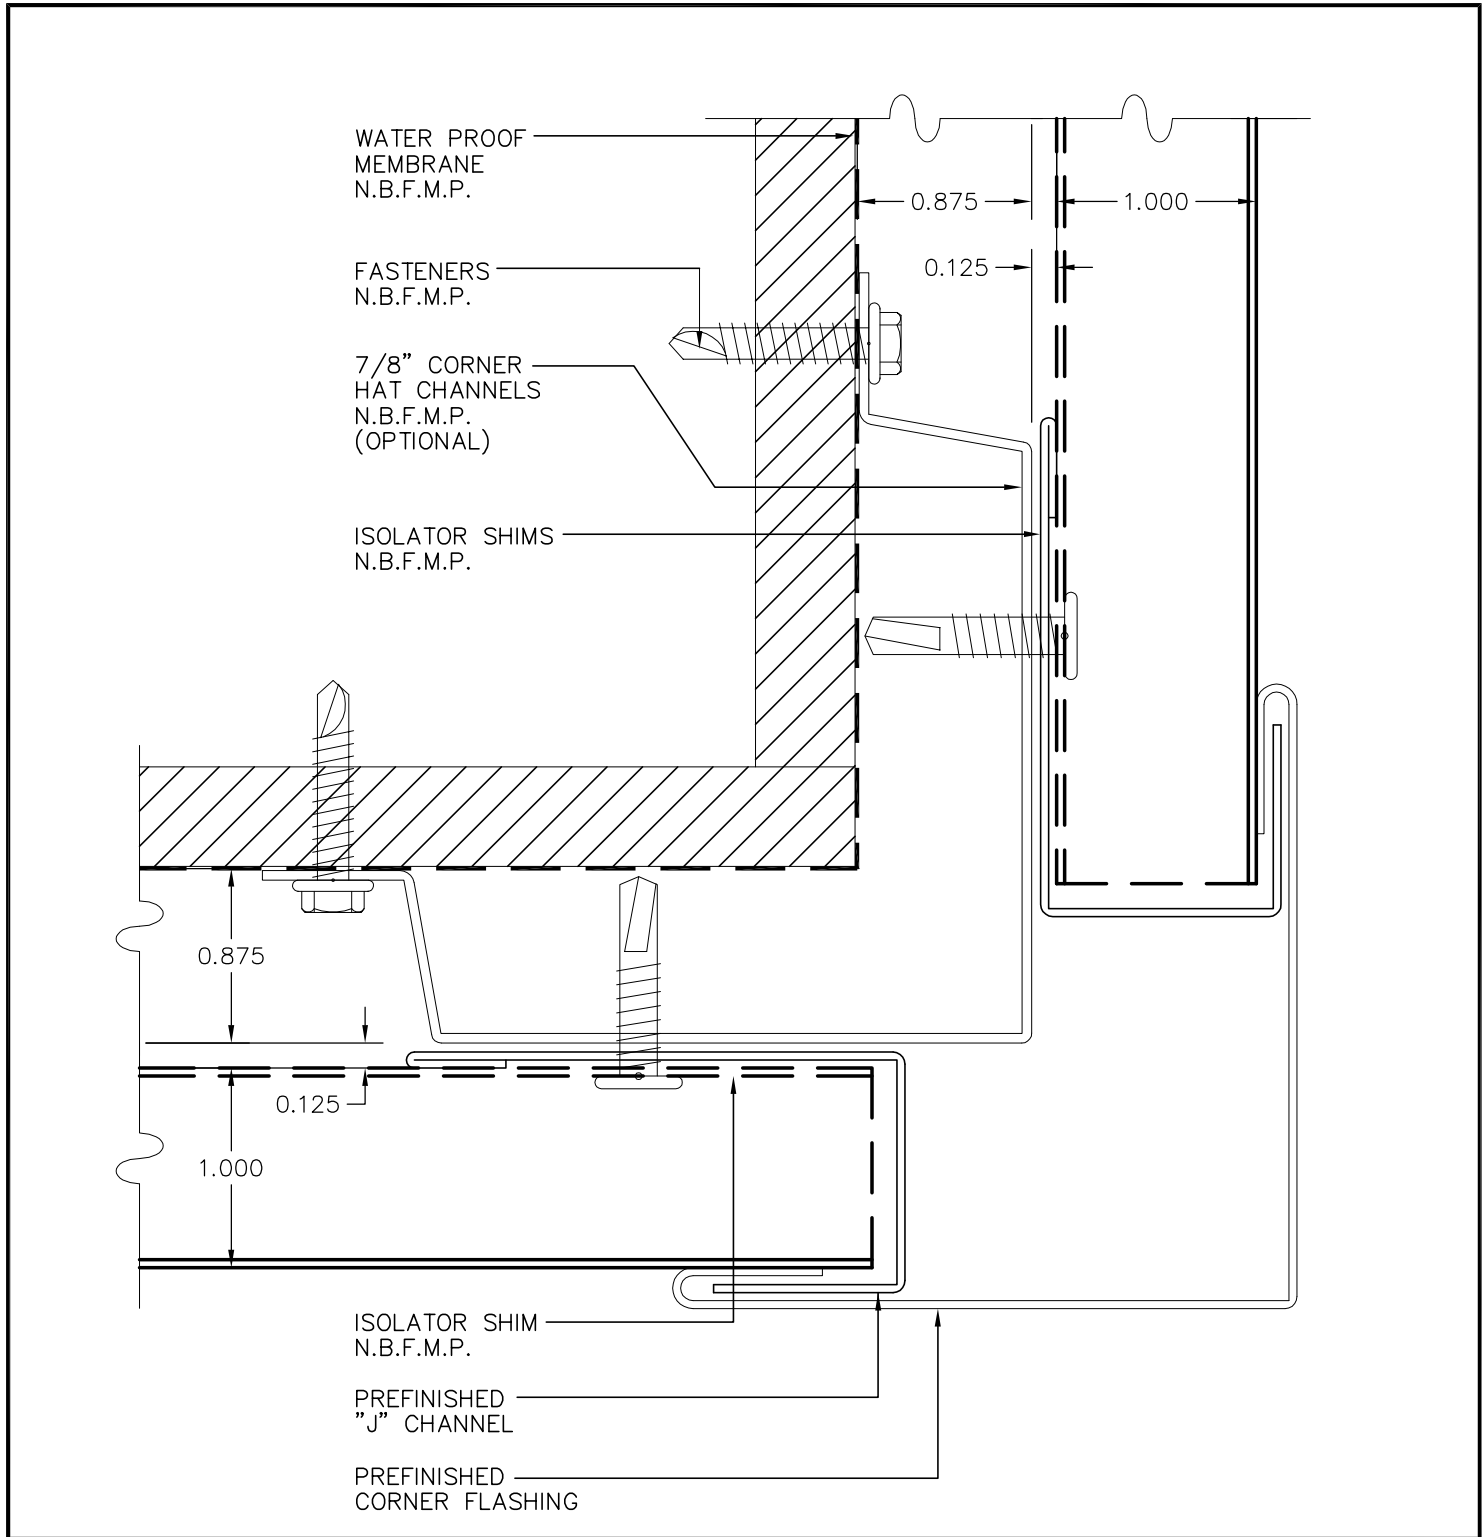 WATER PROOF
MEMBRANE
N.B.F.M.P.
0.875
1.000
0.125
FASTENERS
N.B.F.M.P.
7/8" CORNER
HAT CHANNELS
N.B.F.M.P.
(OPTIONAL)
ISOLATOR SHIMS
N.B.F.M.P.
0.875
0.125
1.000
ISOLATOR SHIM
N.B.F.M.P.
PREFINISHED
"J" CHANNEL
PREFINISHED
CORNER FLASHING